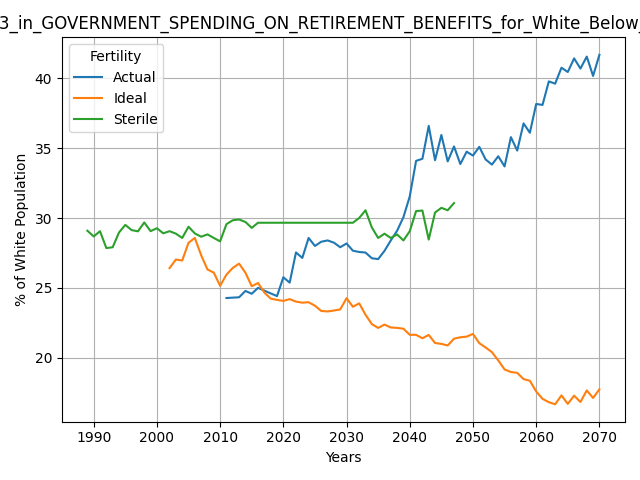 3_in_GOVERNMENT_SPENDING_ON_RETIREMENT_BENEFITS_for_White_Below_
Fertility
Actual
Ideal
Sterile
% of White Population
40
35
30
25
20
1990 2000 2010 2020 2030 2040 2050 2060 2070
Years